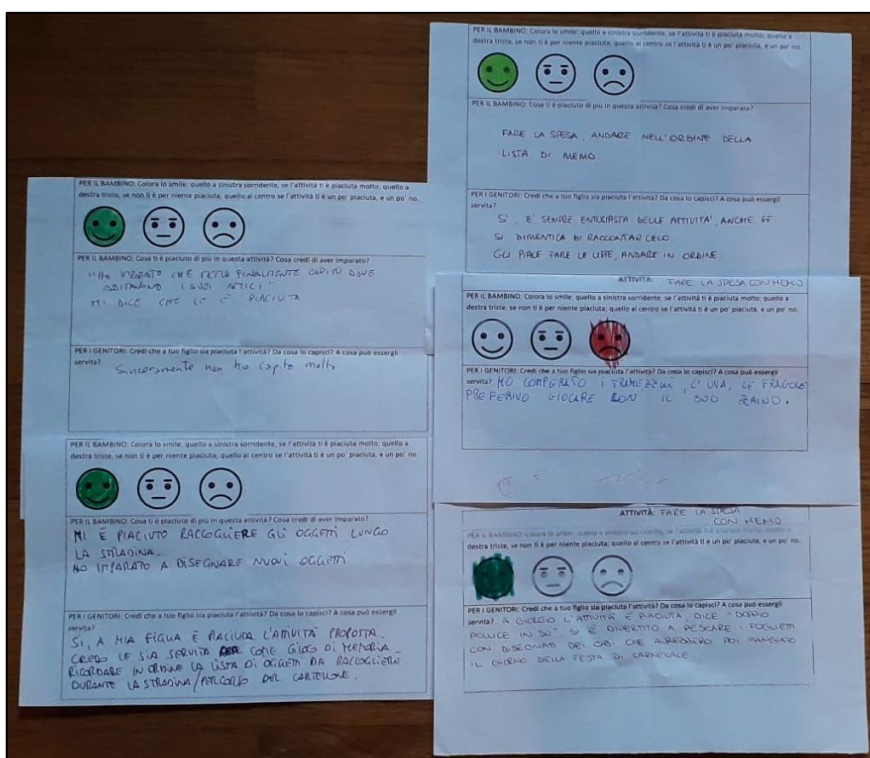 PER IL BAMBINO: Colora lo smile: quello a sinistra sorridente, se l'attività ti è piaciuta molto; quello a
destra triste, se non ti è per niente piaciuta; quello al centro se l'attività ti è un po' piaciuta, e un po' no.
PER IL BAMBINO: Cosa ti è piaciuto di più in questa attività? Cosa credi di aver imparato?
"HO IMPARATO CHE FINALMENTE CAPITO DOVE
ABITAVANO I SUOI AMICI"
MI DICE CHE LE È PIACIUTA
PER I GENITORI: Credi che a tuo figlio sia piaciuta l'attività? Da cosa lo capisci? A cosa può essergli
servita?
Sinceramente non ho capito molto
PER IL BAMBINO: Colora lo smile: quello a sinistra sorridente, se l'attività ti è piaciuta molto; quello a
destra triste, se non ti è per niente piaciuta; quello al centro se l'attività ti è un po' piaciuta, e un po' no.
PER IL BAMBINO: Cosa ti è piaciuto di più in questa attività? Cosa credi di aver imparato?
MI È PIACIUTO RACCOGLIERE GLI OGGETTI LUNGO
LA STRADINA.
HO IMPARATO A DISEGNARE NUOVI OGGETTI
PER I GENITORI: Credi che a tuo figlio sia piaciuta l'attività? Da cosa lo capisci? A cosa può essergli
servita?
SI, A MIA FIGLIA È PIACIUTA L'ATTIVITÀ PROPOSTA.
CREDO LE SIA SERVITA COME GIOCO DI MEMORIA.
RICORDARE IN ORDINE LA LISTA DI OGGETTI DA RACCOGLIERE
DURANTE LA STRADINA/PERCORSO DEL CARTELLONE.
PER IL BAMBINO: Colora lo smile: quello a sinistra sorridente, se l'attività ti è piaciuta molto; quello a
destra triste, se non ti è per niente piaciuta; quello al centro se l'attività ti è un po' piaciuta, e un po' no.
PER IL BAMBINO: Cosa ti è piaciuto di più in questa attività? Cosa credi di aver imparato?
FARE LA SPESA, ANDARE NELL'ORDINE DELLA
LISTA DI MEMO.
PER I GENITORI: Credi che a tuo figlio sia piaciuta l'attività? Da cosa lo capisci? A cosa può essergli
servita?
SI, E' SEMPRE ENTUSIASTA DELLE ATTIVITA', ANCHE SE
SI DIMENTICA DI RACCONTARCELO.
GLI PIACE FARE LE LISTE, ANDARE IN ORDINE.
ATTIVITÀ: FARE LA SPESA CON MEMO
PER IL BAMBINO: Colora lo smile: quello a sinistra sorridente, se l'attività ti è piaciuta molto; quello a
destra triste, se non ti è per niente piaciuta; quello al centro se l'attività ti è un po' piaciuta, e un po' no.
PER I GENITORI: Credi che a tuo figlio sia piaciuta l'attività? Da cosa lo capisci? A cosa può essergli
servita? HO COMPERATO I TRAMEZZINI, L'UVA, LE FRAGOLE
PREFERIVO GIOCARE CON IL SUO ZAINO.
ATTIVITÀ: FARE LA SPESA
CON MEMO
PER IL BAMBINO: Colora lo smile: quello a sinistra sorridente, se l'attività ti è piaciuta molto; quello a
destra triste, se non ti è per niente piaciuta; quello al centro se l'attività ti è un po' piaciuta, e un po' no.
PER I GENITORI: Credi che a tuo figlio sia piaciuta l'attività? Da cosa lo capisci? A cosa può essergli
servita? A GIORGIO L'ATTIVITÀ È PIACIUTA, DICE "DOPPIO
POLLICE IN SU". SI È DIVERTITO A PESCARE I FOGLIETTI
CON DISEGNATI DEI CIBI CHE AVREBBERO POI MANGIATO
IL GIORNO DELLA FESTA DI CARNEVALE